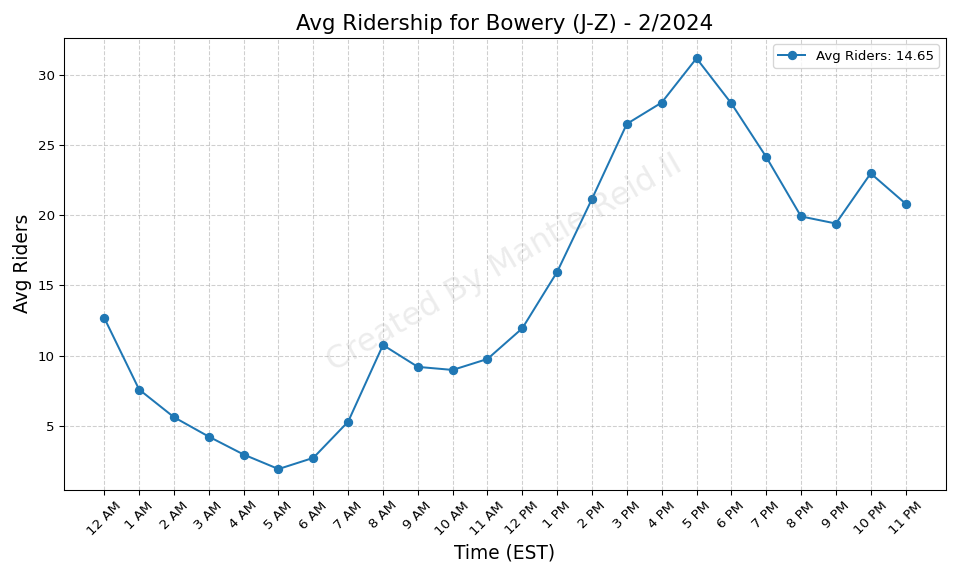 Avg Ridership for Bowery (J-Z) - 2/2024
Avg Riders: 14.65
Avg Riders
30
25
20
15
10
5
Created By Mantie Reid II
12 AM
1 AM
2 AM
3 AM
4 AM
5 AM
6 AM
7 AM
8 AM
9 AM
10 AM
11 AM
12 PM
1 PM
2 PM
3 PM
4 PM
5 PM
6 PM
7 PM
8 PM
9 PM
10 PM
11 PM
Time (EST)